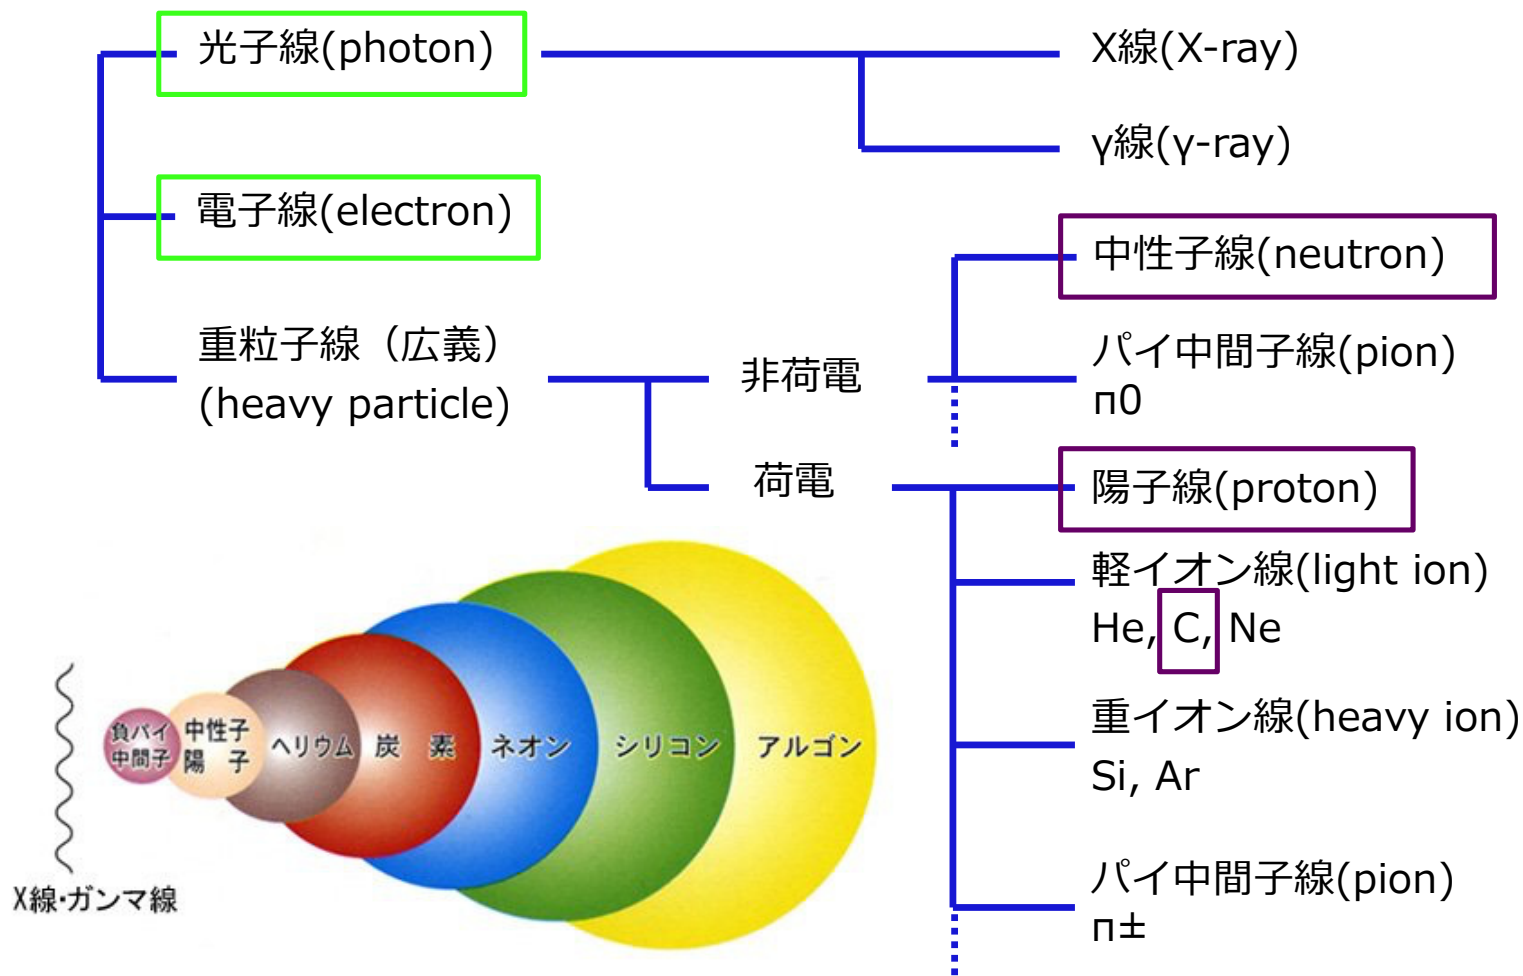 光子線(photon)
X線(X-ray)
γ線(γ-ray)
電子線(electron)
中性子線(neutron)
重粒子線（広義）
(heavy particle)
非荷電
パイ中間子線(pion)
π0
荷電
陽子線(proton)
軽イオン線(light ion)
He, C, Ne
重イオン線(heavy ion)
Si, Ar
パイ中間子線(pion)
π±
負パイ
中間子
中性子
陽 子
ヘリウム
炭 素
ネオン
シリコン
アルゴン
X線・ガンマ線